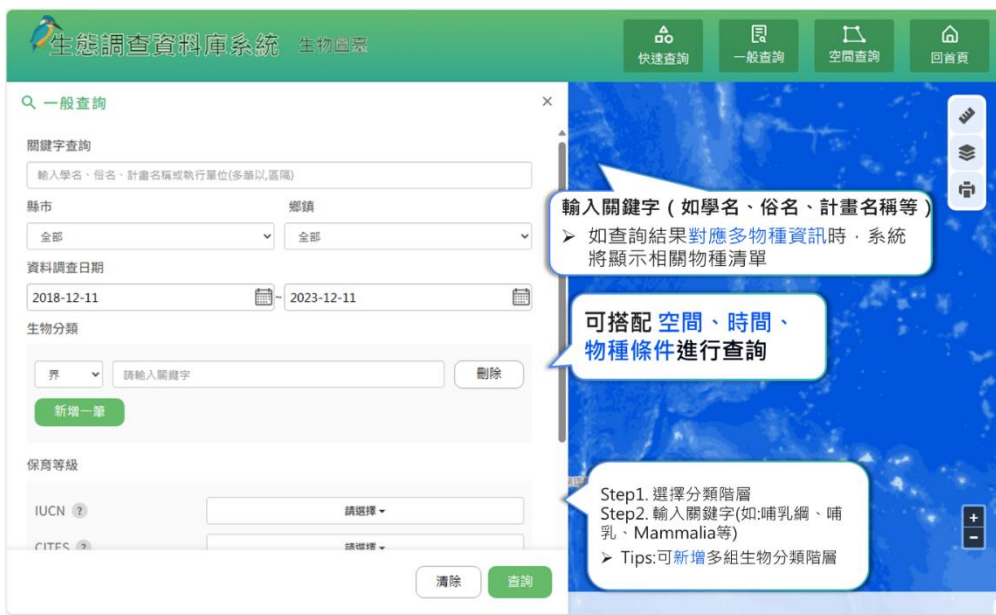 生態調查資料庫系統 生物圖臺
快速查詢
一般查詢
空間查詢
回首頁
一般查詢
×
關鍵字查詢
輸入學名、俗名、計畫名稱或執行單位(多筆以,區隔)
縣市
鄉鎮
全部
全部
資料調查日期
2018-12-11
~
2023-12-11
生物分類
界
請輸入關鍵字
刪除
新增一筆
保育等級
IUCN ?
請選擇
CITES ?
請選擇
清除
查詢
輸入關鍵字(如學名、俗名、計畫名稱等)
➢ 如查詢結果對應多物種資訊時,系統
將顯示相關物種清單
可搭配 空間、時間、
物種條件進行查詢
Step1. 選擇分類階層
Step2. 輸入關鍵字(如:哺乳綱、哺
乳、Mammalia等)
➢ Tips:可新增多組生物分類階層
+
-